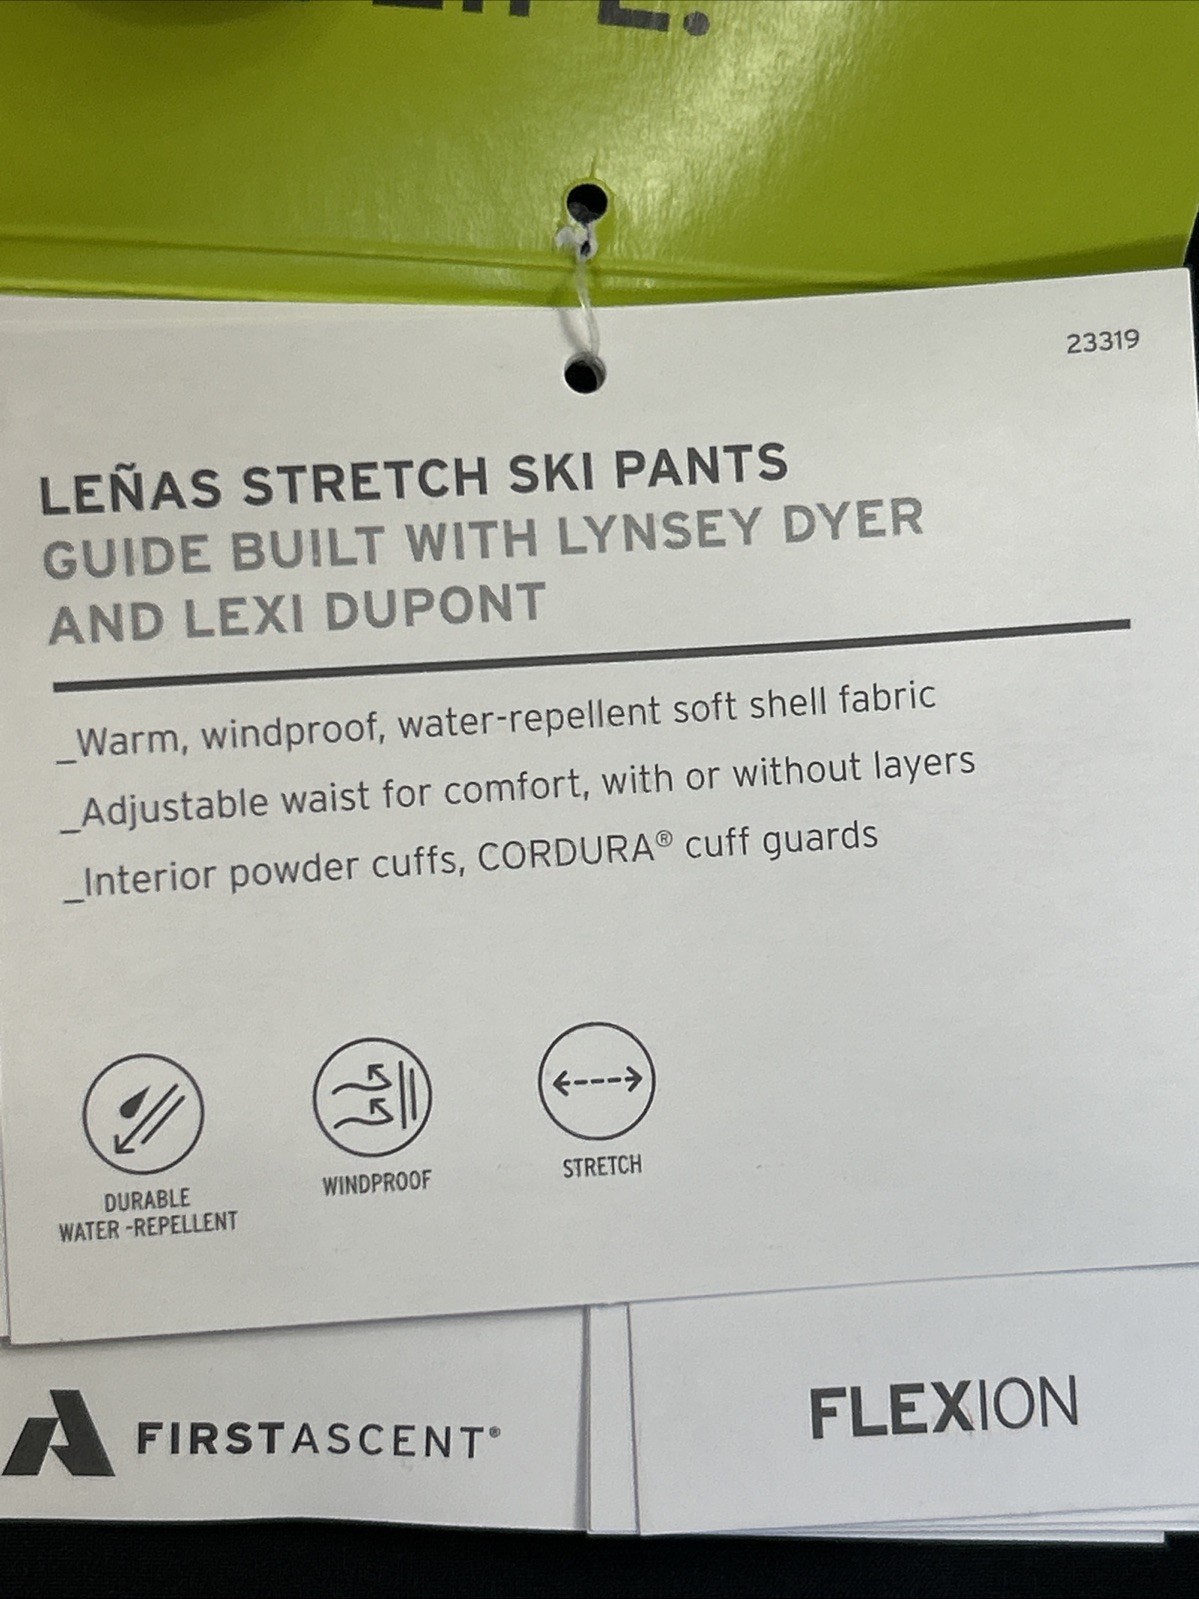 LIFE.
23319
LEÑAS STRETCH SKI PANTS
GUIDE BUILT WITH LYNSEY DYER
AND LEXI DUPONT
_Warm, windproof, water-repellent soft shell fabric
_Adjustable waist for comfort, with or without layers
_Interior powder cuffs, CORDURA® cuff guards
DURABLE
WATER -REPELLENT
WINDPROOF
STRETCH
FIRSTASCENT®
FLEXION